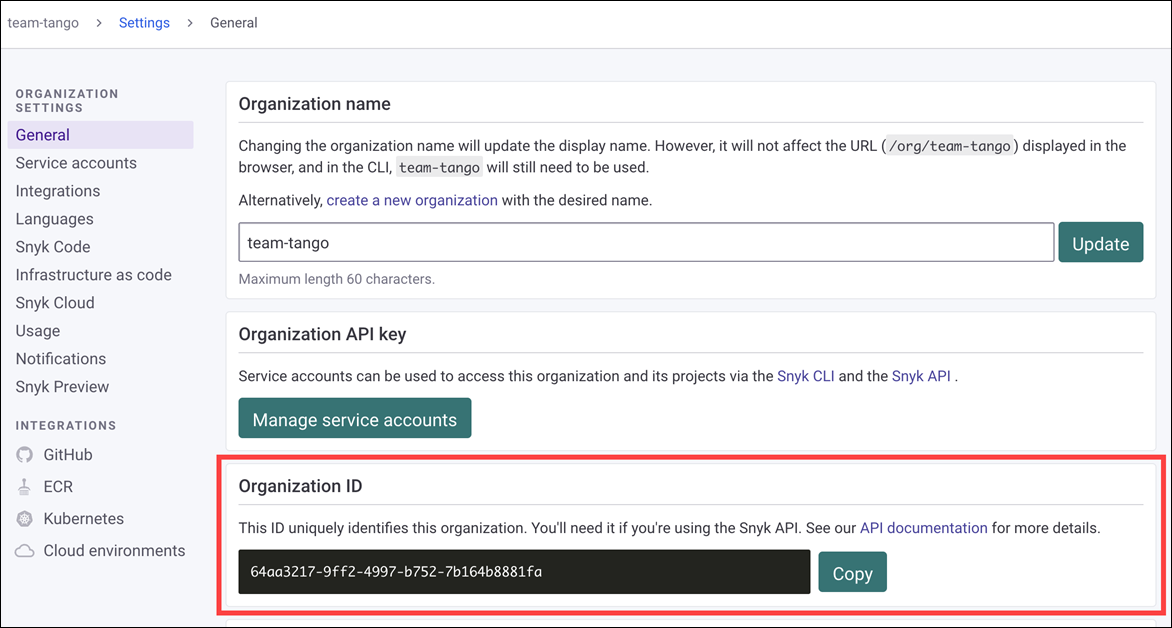 team-tango > Settings > General
ORGANIZATION
SETTINGS
General
Service accounts
Integrations
Languages
Snyk Code
Infrastructure as code
Snyk Cloud
Usage
Notifications
Snyk Preview
INTEGRATIONS
GitHub
ECR
Kubernetes
Cloud environments
Organization name
Changing the organization name will update the display name. However, it will not affect the URL (/org/team-tango) displayed in the
browser, and in the CLI, team-tango will still need to be used.
Alternatively, create a new organization with the desired name.
team-tango
Update
Maximum length 60 characters.
Organization API key
Service accounts can be used to access this organization and its projects via the Snyk CLI and the Snyk API .
Manage service accounts
Organization ID
This ID uniquely identifies this organization. You'll need it if you're using the Snyk API. See our API documentation for more details.
64aa3217-9ff2-4997-b752-7b164b8881fa
Copy